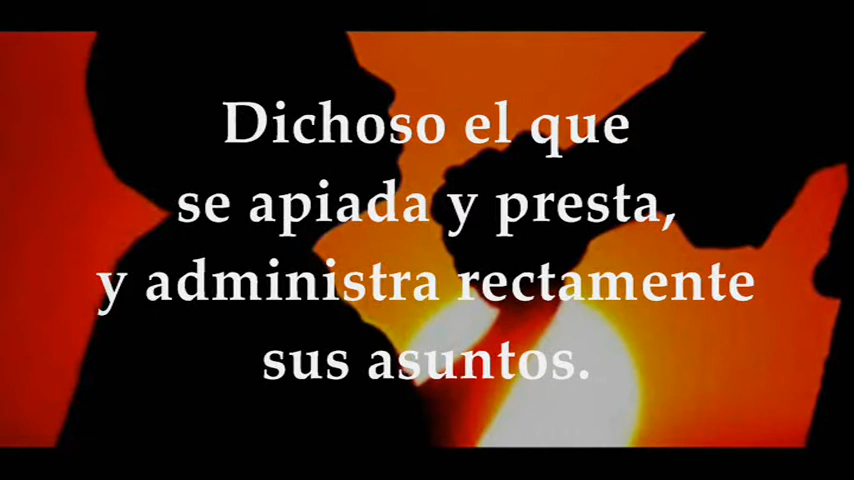 Dichoso el que
se apiada y presta,
y administra rectamente
sus asuntos.